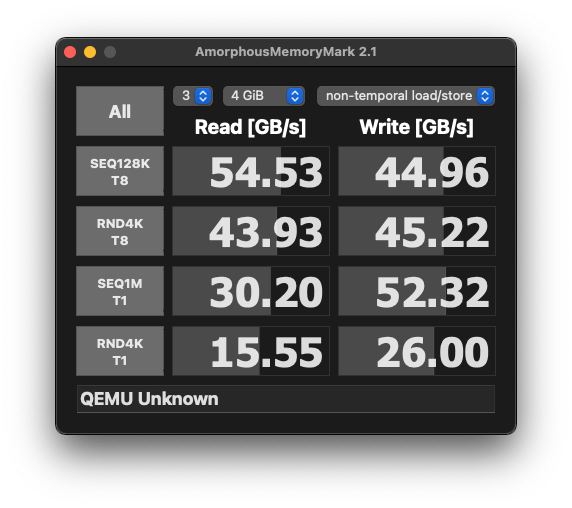 AmorphousMemoryMark 2.1
All
3
4 GiB
non-temporal load/store
Read [GB/s]
Write [GB/s]
SEQ128K
T8
54.53
44.96
RND4K
T8
43.93
45.22
SEQ1M
T1
30.20
52.32
RND4K
T1
15.55
26.00
QEMU Unknown